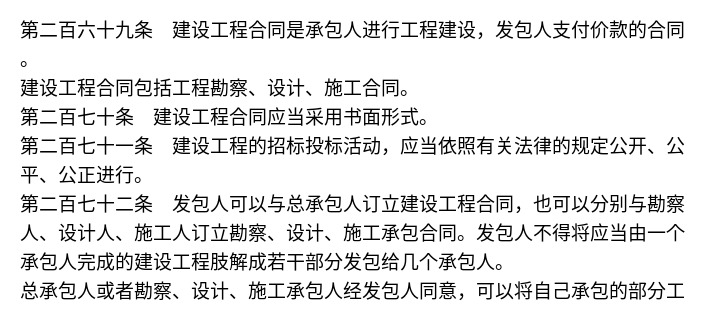 第二百六十九条　建设工程合同是承包人进行工程建设，发包人支付价款的合同
。
建设工程合同包括工程勘察、设计、施工合同。
第二百七十条　建设工程合同应当采用书面形式。
第二百七十一条　建设工程的招标投标活动，应当依照有关法律的规定公开、公
平、公正进行。
第二百七十二条　发包人可以与总承包人订立建设工程合同，也可以分别与勘察
人、设计人、施工人订立勘察、设计、施工承包合同。发包人不得将应当由一个
承包人完成的建设工程肢解成若干部分发包给几个承包人。
总承包人或者勘察、设计、施工承包人经发包人同意，可以将自己承包的部分工